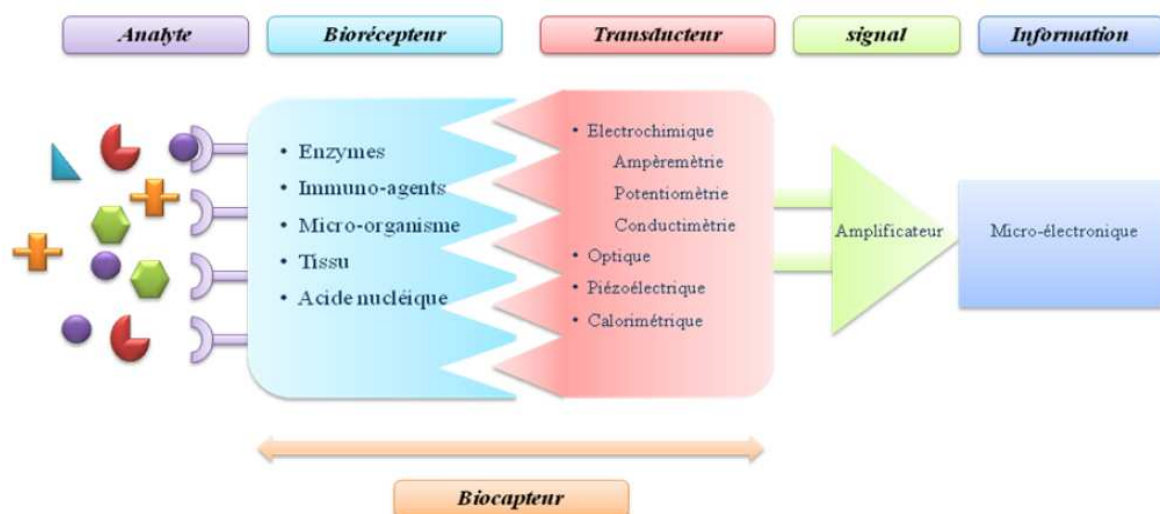 Analyte
Biorécepteur
Transducteur
signal
Information
• Enzymes
• Immuno-agents
• Micro-organisme
• Tissu
• Acide nucléique
• Electrochimique
Ampèremètrie
Potentiomètrie
Conductimètrie
• Optique
• Piézoélectrique
• Calorimétrique
Amplificateur
Micro-électronique
Biocapteur